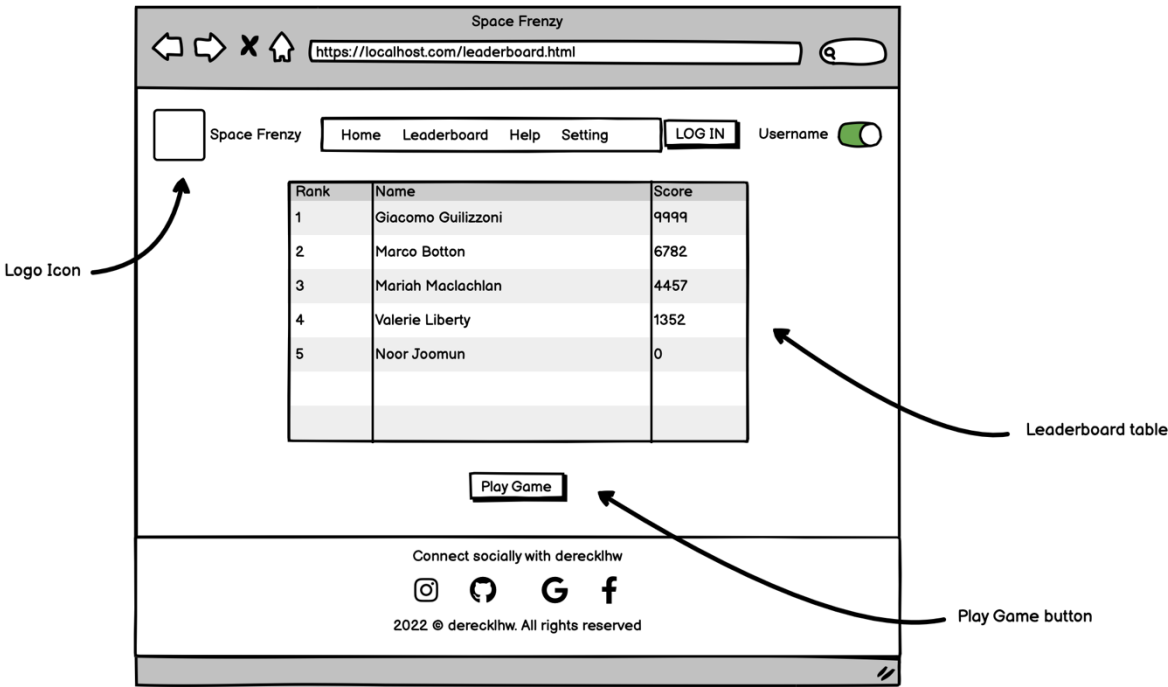 Space Frenzy
https://localhost.com/leaderboard.html
Space Frenzy
Home Leaderboard Help Setting
LOG IN
Username
Rank Name Score
1 Giacomo Guilizzoni 9999
2 Marco Botton 6782
3 Mariah Maclachlan 4457
4 Valerie Liberty 1352
5 Noor Joomun 0
Logo Icon
Leaderboard table
Play Game
Connect socially with derecklhw
2022 © derecklhw. All rights reserved
Play Game button